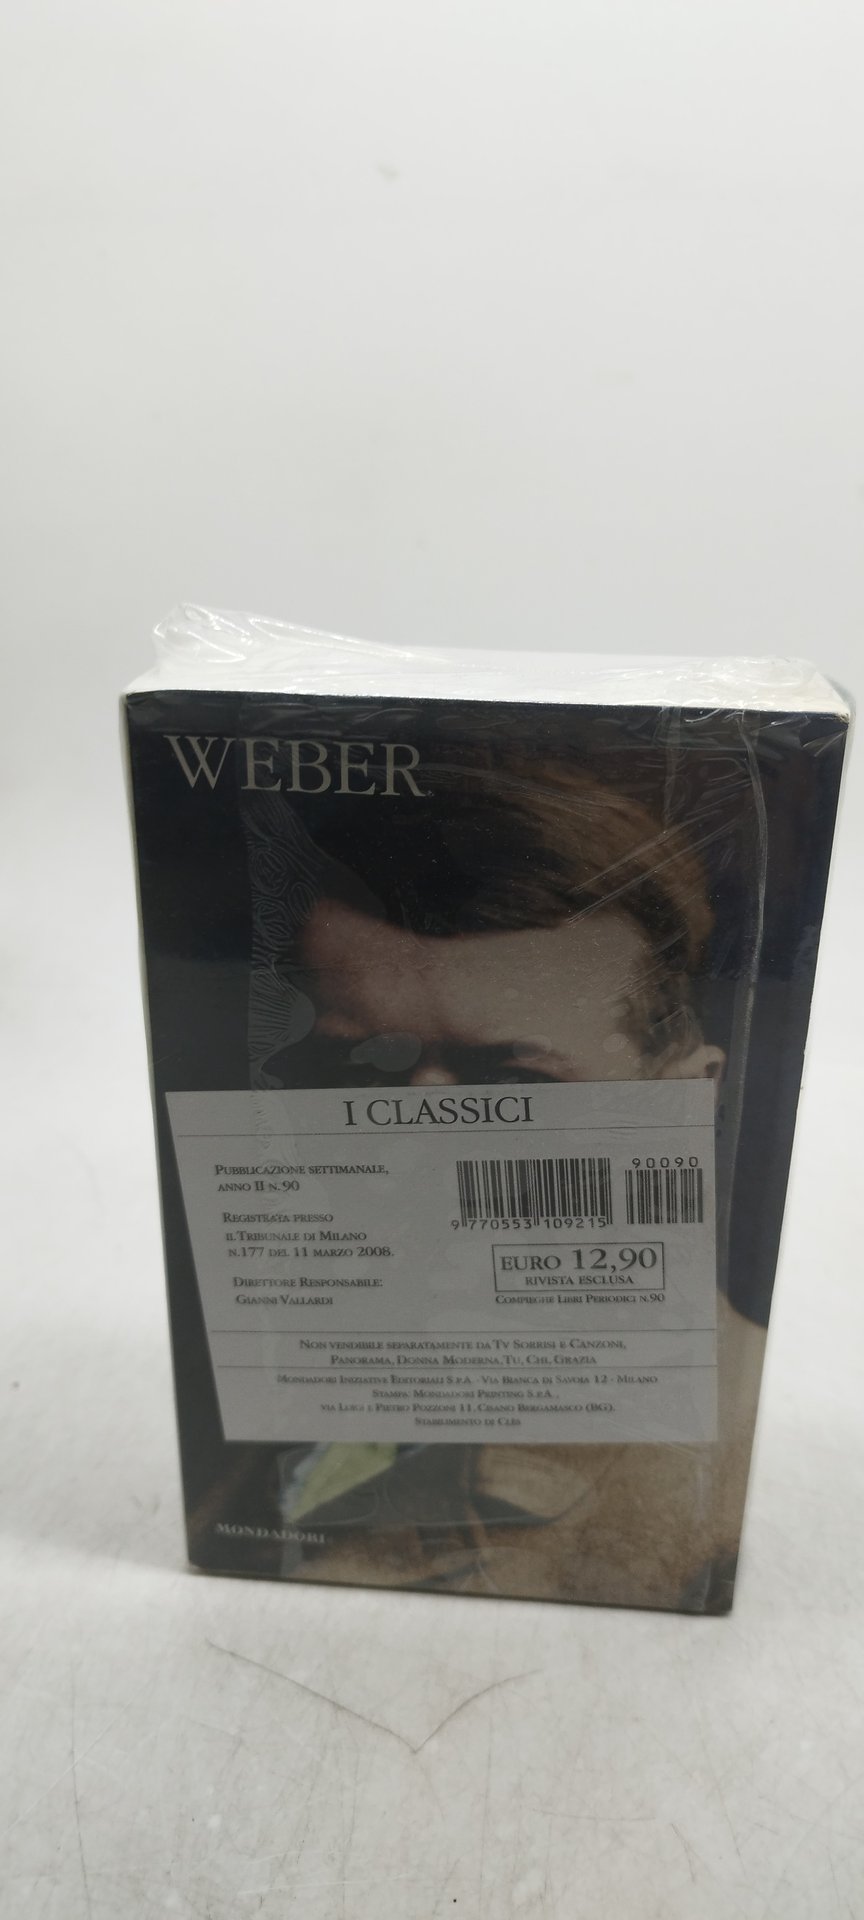 WEBER
I CLASSICI
PUBBLICAZIONE SETTIMANALE,
ANNO II N. 90
REGISTRATA PRESSO
IL TRIBUNALE DI MILANO
N.177 DEL 11 MARZO 2008.
DIRETTORE RESPONSABILE:
GIANNI VALLARDI
90090
9 770553 109215
EURO 12,90
RIVISTA ESCLUSA
COMPIEGHE LIBRI PERIODICI N.90
NON VENDIBILE SEPARATAMENTE DA TV SORRISI E CANZONI,
PANORAMA, DONNA MODERNA, TU, CHI, GRAZIA
MONDADORI INIZIATIVE EDITORIALI S.P.A. - VIA BIANCA DI SAVOIA 12 - MILANO
STAMPA: MONDADORI PRINTING S.P.A.,
VIA LUIGI E PIETRO POZZONI 11, CISANO BERGAMASCO (BG).
STABILIMENTO DI CLES
MONDADORI